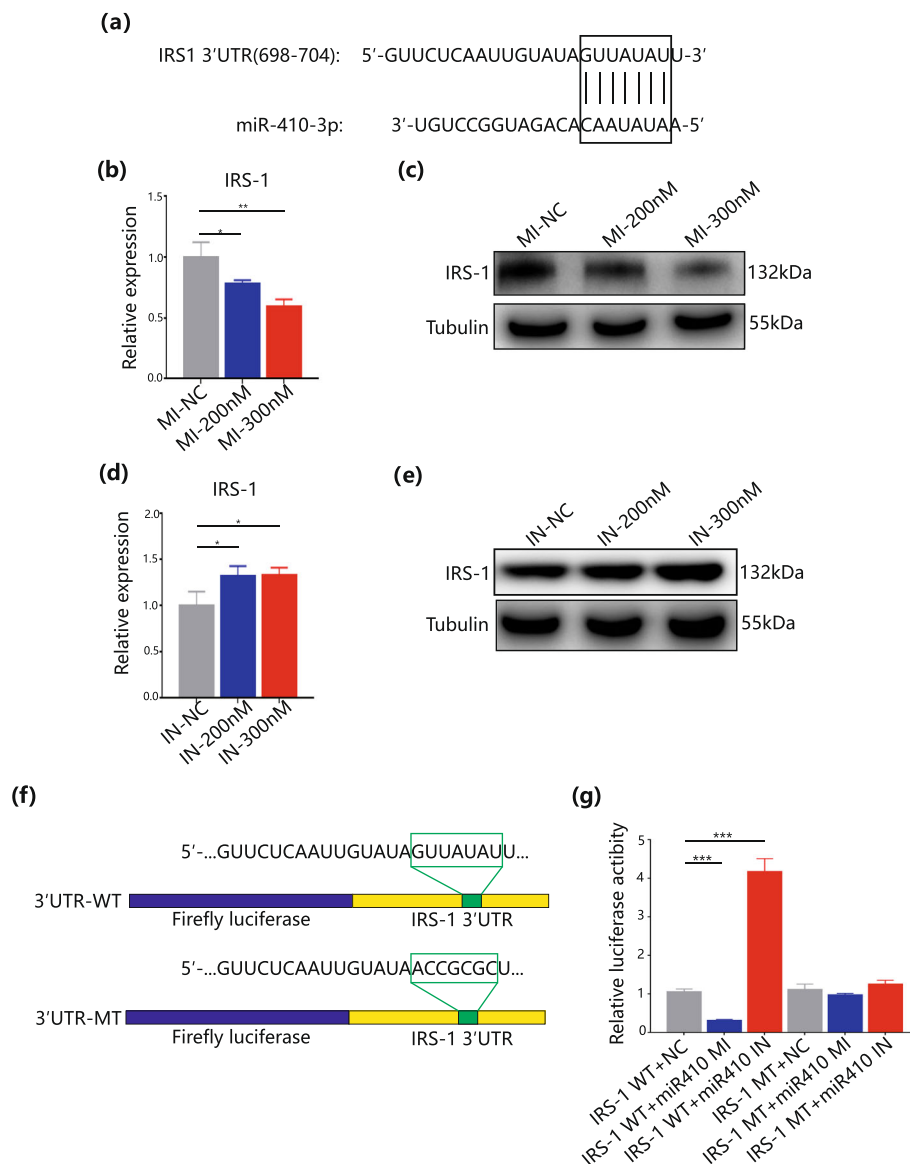 (a)
IRS1 3'UTR(698-704): 5'-GUUCUCAAUUGUAUAGUUAUAUU-3'
miR-410-3p: 3'-UGUCCGGUAGACACAAUAUAA-5'
(b)
IRS-1
Relative expression
1.5
1.0
0.5
0.0
**
*
MI-NC
MI-200nM
MI-300nM
(c)
MI-NC
MI-200nM
MI-300nM
IRS-1
132kDa
Tubulin
55kDa
(d)
IRS-1
Relative expression
2.0
1.5
1.0
0.5
0.0
*
*
IN-NC
IN-200nM
IN-300nM
(e)
IN-NC
IN-200nM
IN-300nM
IRS-1
132kDa
Tubulin
55kDa
(f)
5'-...GUUCUCAAUUGUAUAGUUAUAUU...
3'UTR-WT
Firefly luciferase
IRS-1 3'UTR
5'-...GUUCUCAAUUGUAUAACCGCGCU...
3'UTR-MT
Firefly luciferase
IRS-1 3'UTR
(g)
Relative luciferase actibity
5
4
2
1
0
***
***
IRS-1 WT+NC
IRS-1 WT+miR410 MI
IRS-1 WT+miR410 IN
IRS-1 MT+NC
IRS-1 MT+miR410 MI
IRS-1 MT+miR410 IN